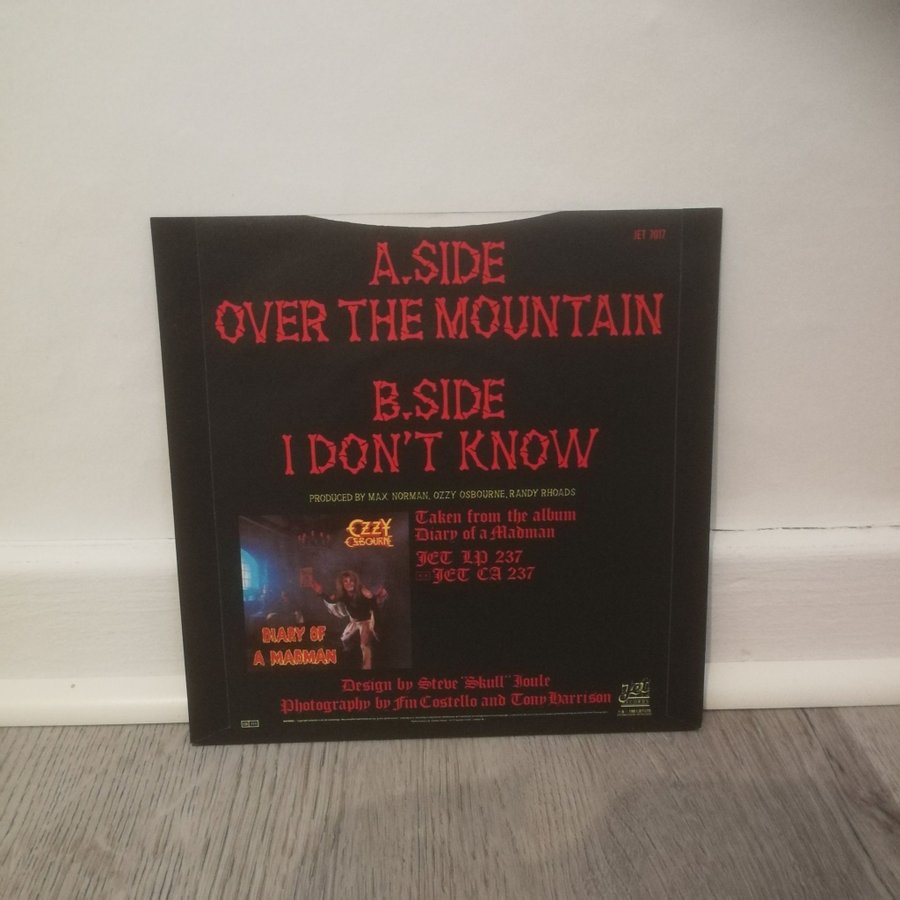 JET 7017
A.SIDE
OVER THE MOUNTAIN
B.SIDE
I DON'T KNOW
PRODUCED BY MAX NORMAN, OZZY OSBOURNE, RANDY RHOADS
OZZY
OSBOURNE
DIARY OF
A MADMAN
Taken from the album
Diary of a Madman
JET LP 237
JET CA 237
Design by Steve "Skull" Joule
Photography by Fin Costello and Tony Harrison
Jet
RECORDS